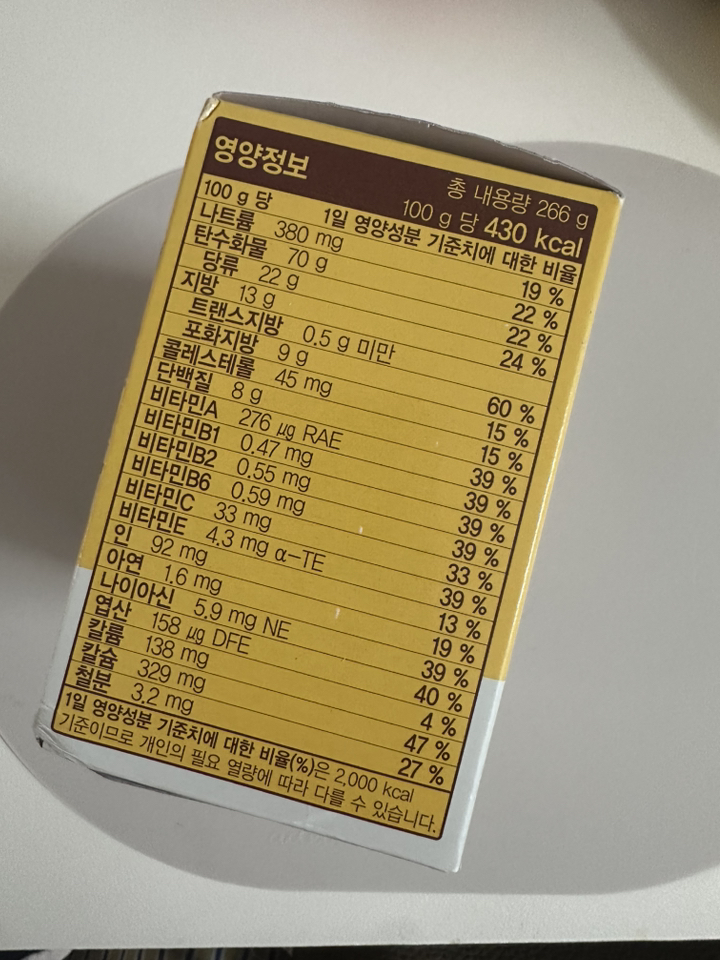 영양정보
총 내용량 266 g
100 g 당 430 kcal
100 g 당 1일 영양성분 기준치에 대한 비율
나트륨 380 mg 19 %
탄수화물 70 g 22 %
당류 22 g 22 %
지방 13 g 24 %
트랜스지방 0.5 g 미만
포화지방 9 g 60 %
콜레스테롤 45 mg 15 %
단백질 8 g 15 %
비타민A 276 μg RAE 39 %
비타민B1 0.47 mg 39 %
비타민B2 0.55 mg 39 %
비타민B6 0.59 mg 39 %
비타민C 33 mg 33 %
비타민E 4.3 mg α-TE 39 %
인 92 mg 13 %
아연 1.6 mg 19 %
나이아신 5.9 mg NE 39 %
엽산 158 μg DFE 40 %
칼륨 138 mg 4 %
칼슘 329 mg 47 %
철분 3.2 mg 27 %
1일 영양성분 기준치에 대한 비율(%)은 2,000 kcal
기준이므로 개인의 필요 열량에 따라 다를 수 있습니다.